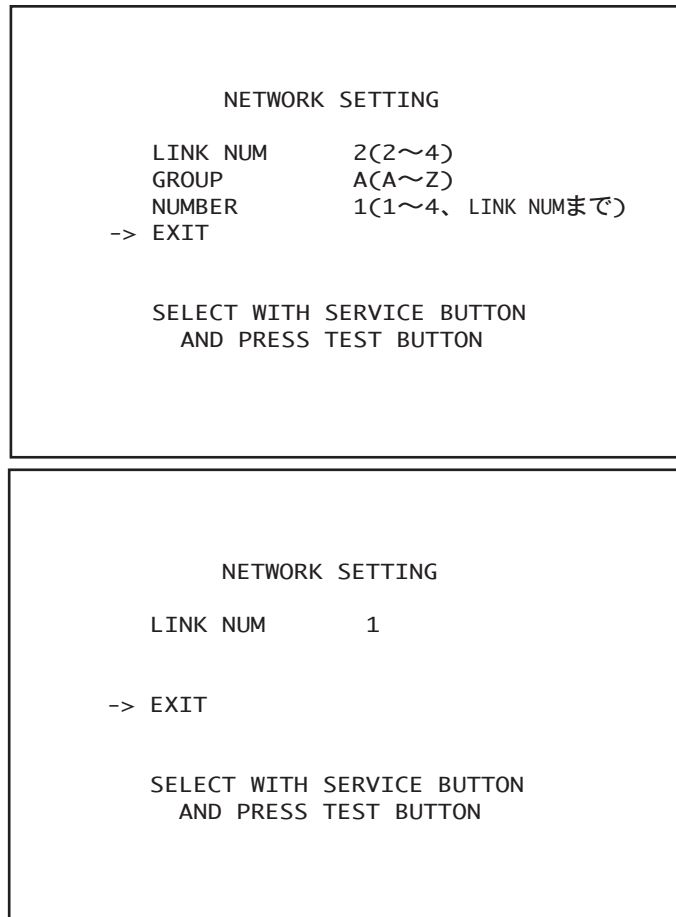 NETWORK SETTING
LINK NUM 2(2〜4)
GROUP A(A〜Z)
NUMBER 1(1〜4、LINK NUMまで)
-> EXIT
SELECT WITH SERVICE BUTTON
AND PRESS TEST BUTTON
NETWORK SETTING
LINK NUM 1
-> EXIT
SELECT WITH SERVICE BUTTON
AND PRESS TEST BUTTON